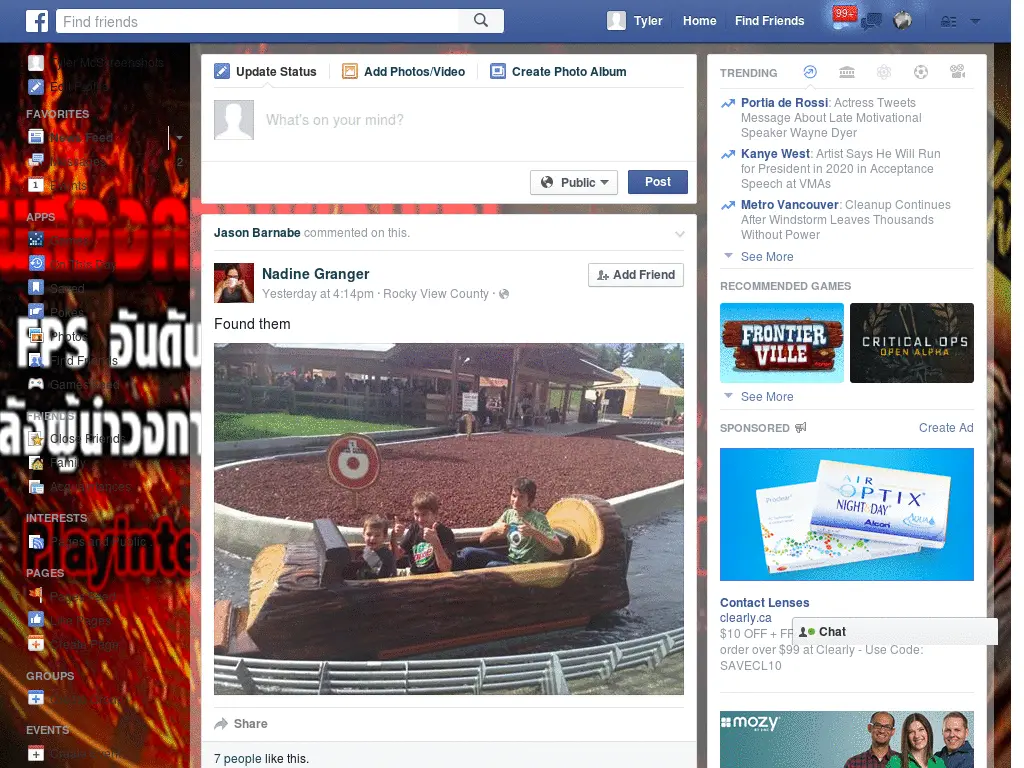 Find friends
Tyler
Home
Find Friends
99+
Tyler McScreenshots
Edit Profile
FAVORITES
News Feed
Messages
2
1
Events
APPS
Games
On This Day
Saved
Pokes
Photos
Find Friends
Games Feed
FRIENDS
Close Friends
Family
INTERESTS
Pages and Public
PAGES
Pages Feed
Like Pages
Create Page
GROUPS
EVENTS
Create Event
FPS อันดับ
playinter
Update Status
Add Photos/Video
Create Photo Album
What's on your mind?
Public
Post
Jason Barnabe commented on this.
Nadine Granger
Yesterday at 4:14pm · Rocky View County ·
Add Friend
Found them
Share
7 people like this.
TRENDING
Portia de Rossi: Actress Tweets
Message About Late Motivational
Speaker Wayne Dyer
Kanye West: Artist Says He Will Run
for President in 2020 in Acceptance
Speech at VMAs
Metro Vancouver: Cleanup Continues
After Windstorm Leaves Thousands
Without Power
See More
RECOMMENDED GAMES
FRONTIER
VILLE
CRITICAL OPS
OPEN ALPHA
See More
SPONSORED
Create Ad
AIR
OPTIX
NIGHT & DAY
AQUA
Alcon
Proclear
Contact Lenses
clearly.ca
$10 OFF + FR
order over $99 at Clearly - Use Code:
SAVECL10
Chat
mozy